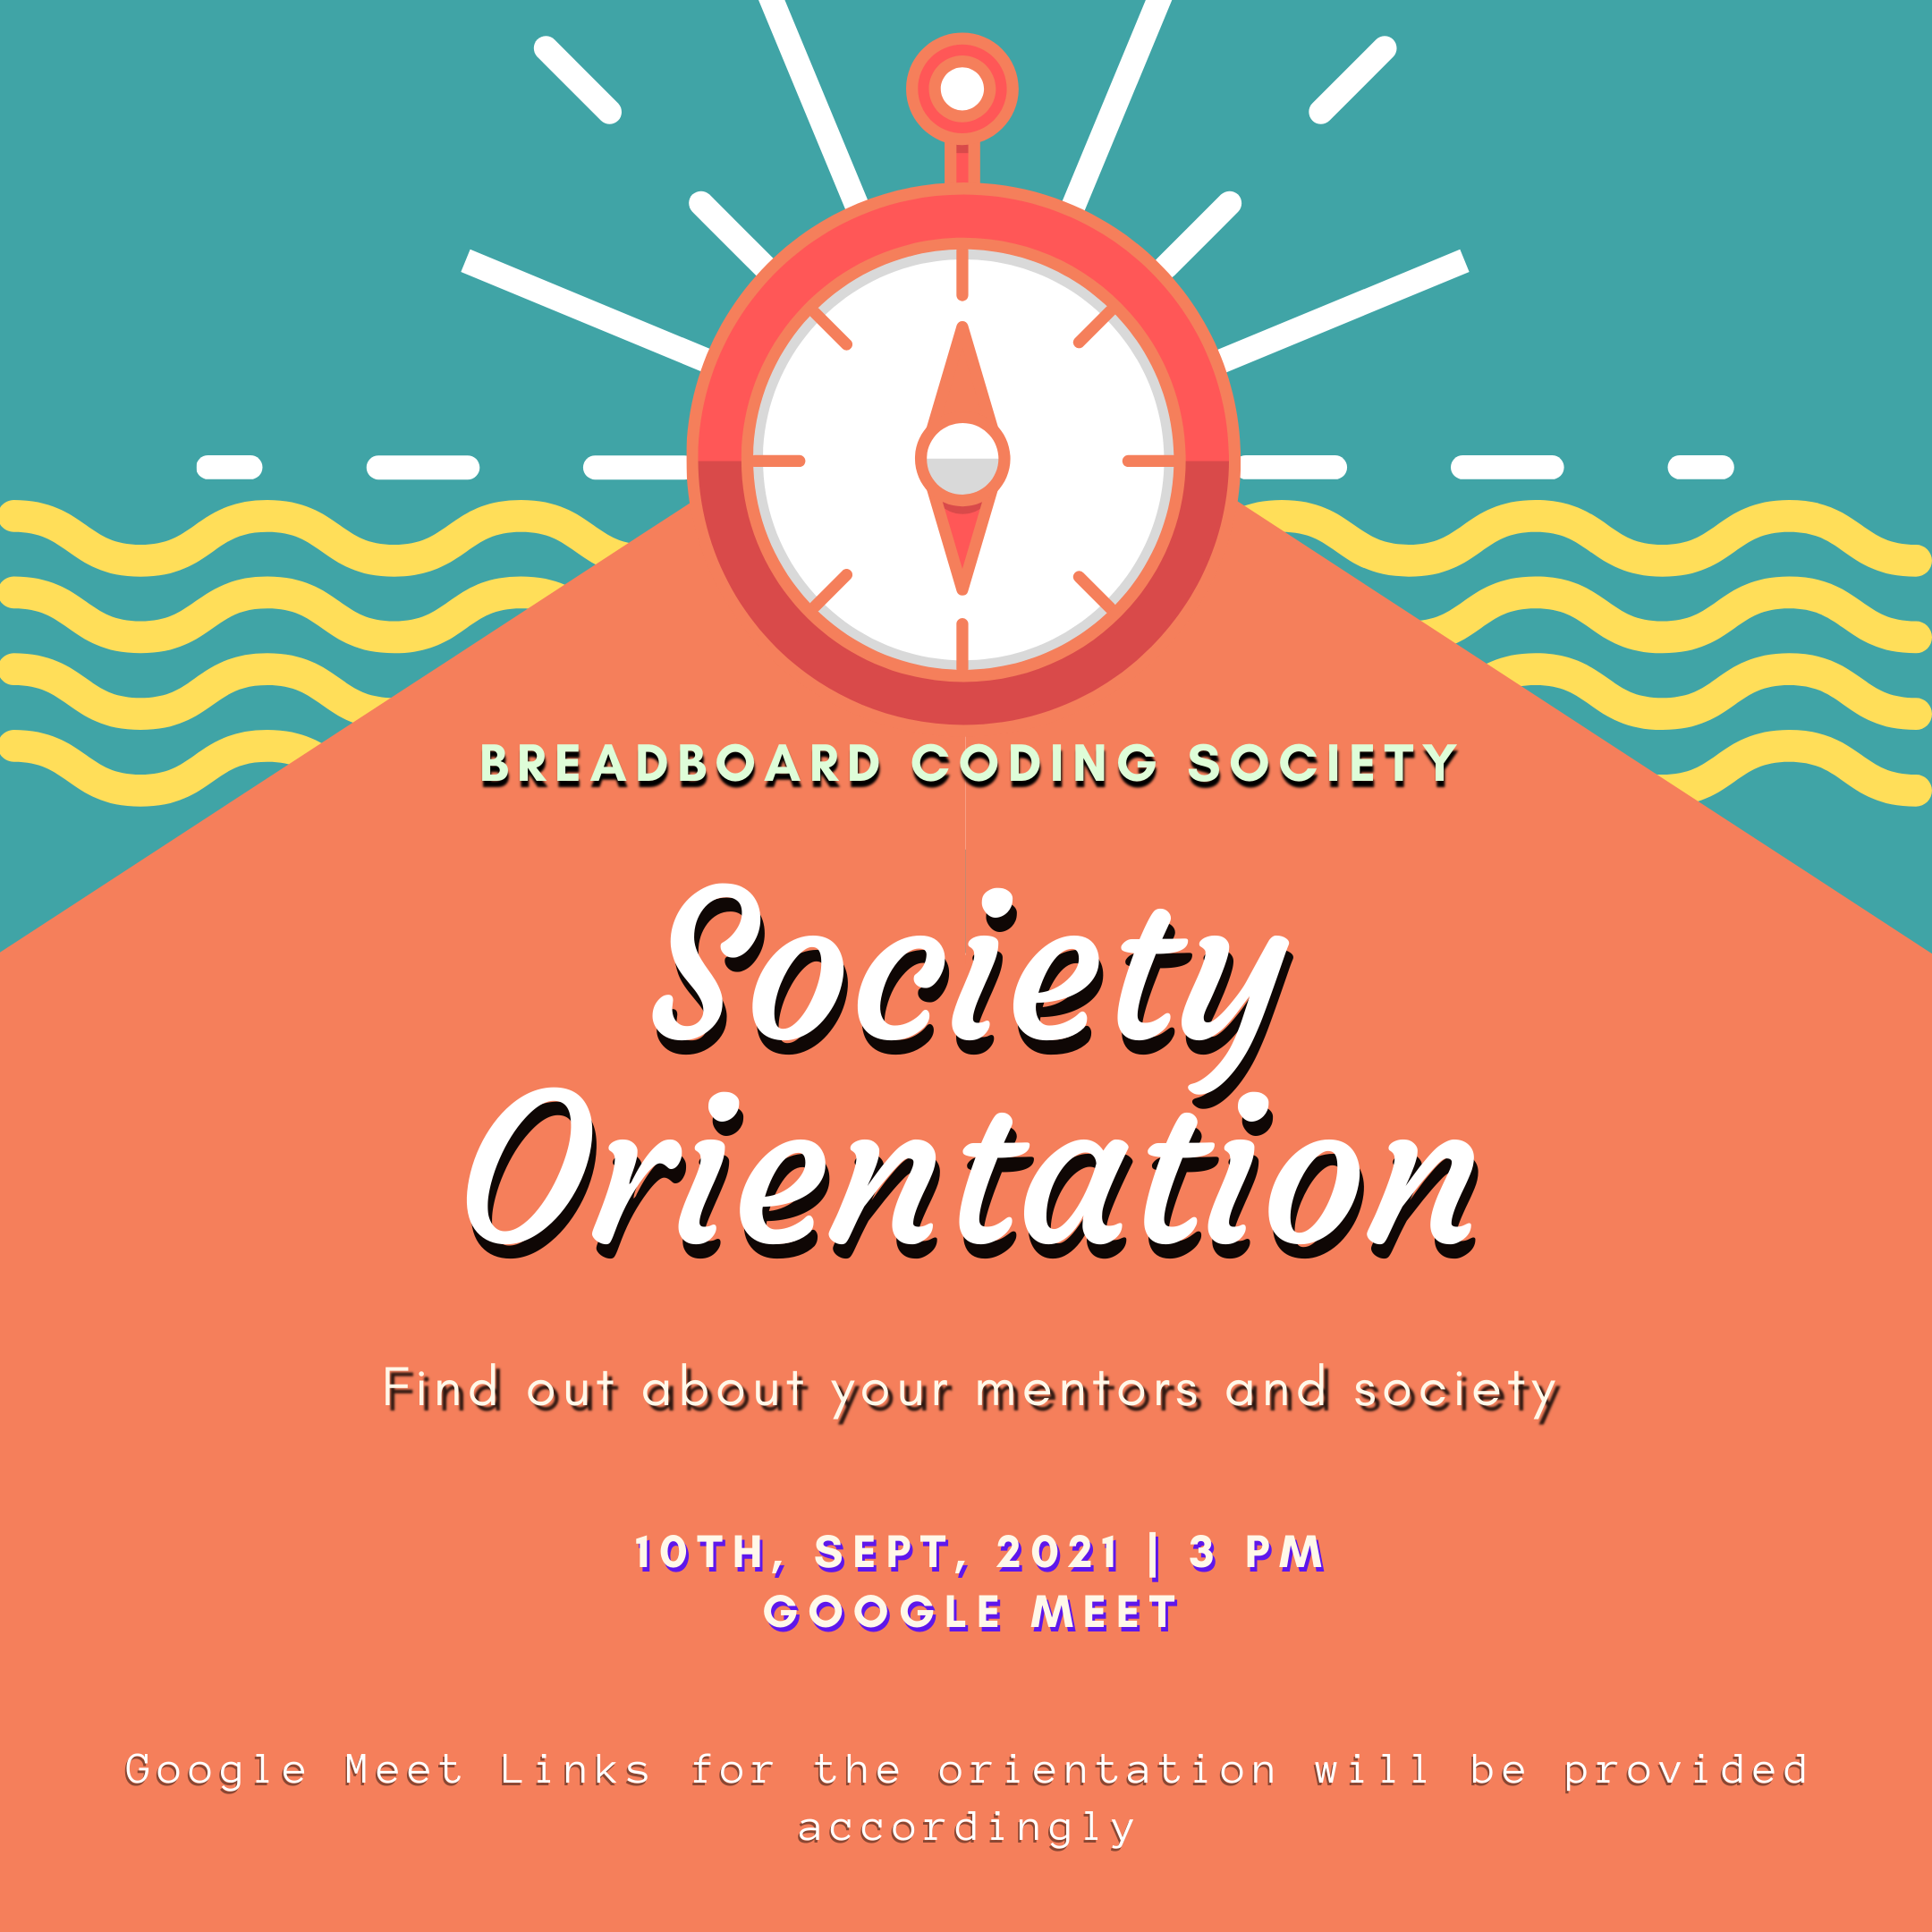 BREADBOARD CODING SOCIETY
Society
Orientation
Find out about your mentors and society
10TH, SEPT, 2021 | 3 PM
GOOGLE MEET
Google Meet Links for the orientation will be provided
accordingly